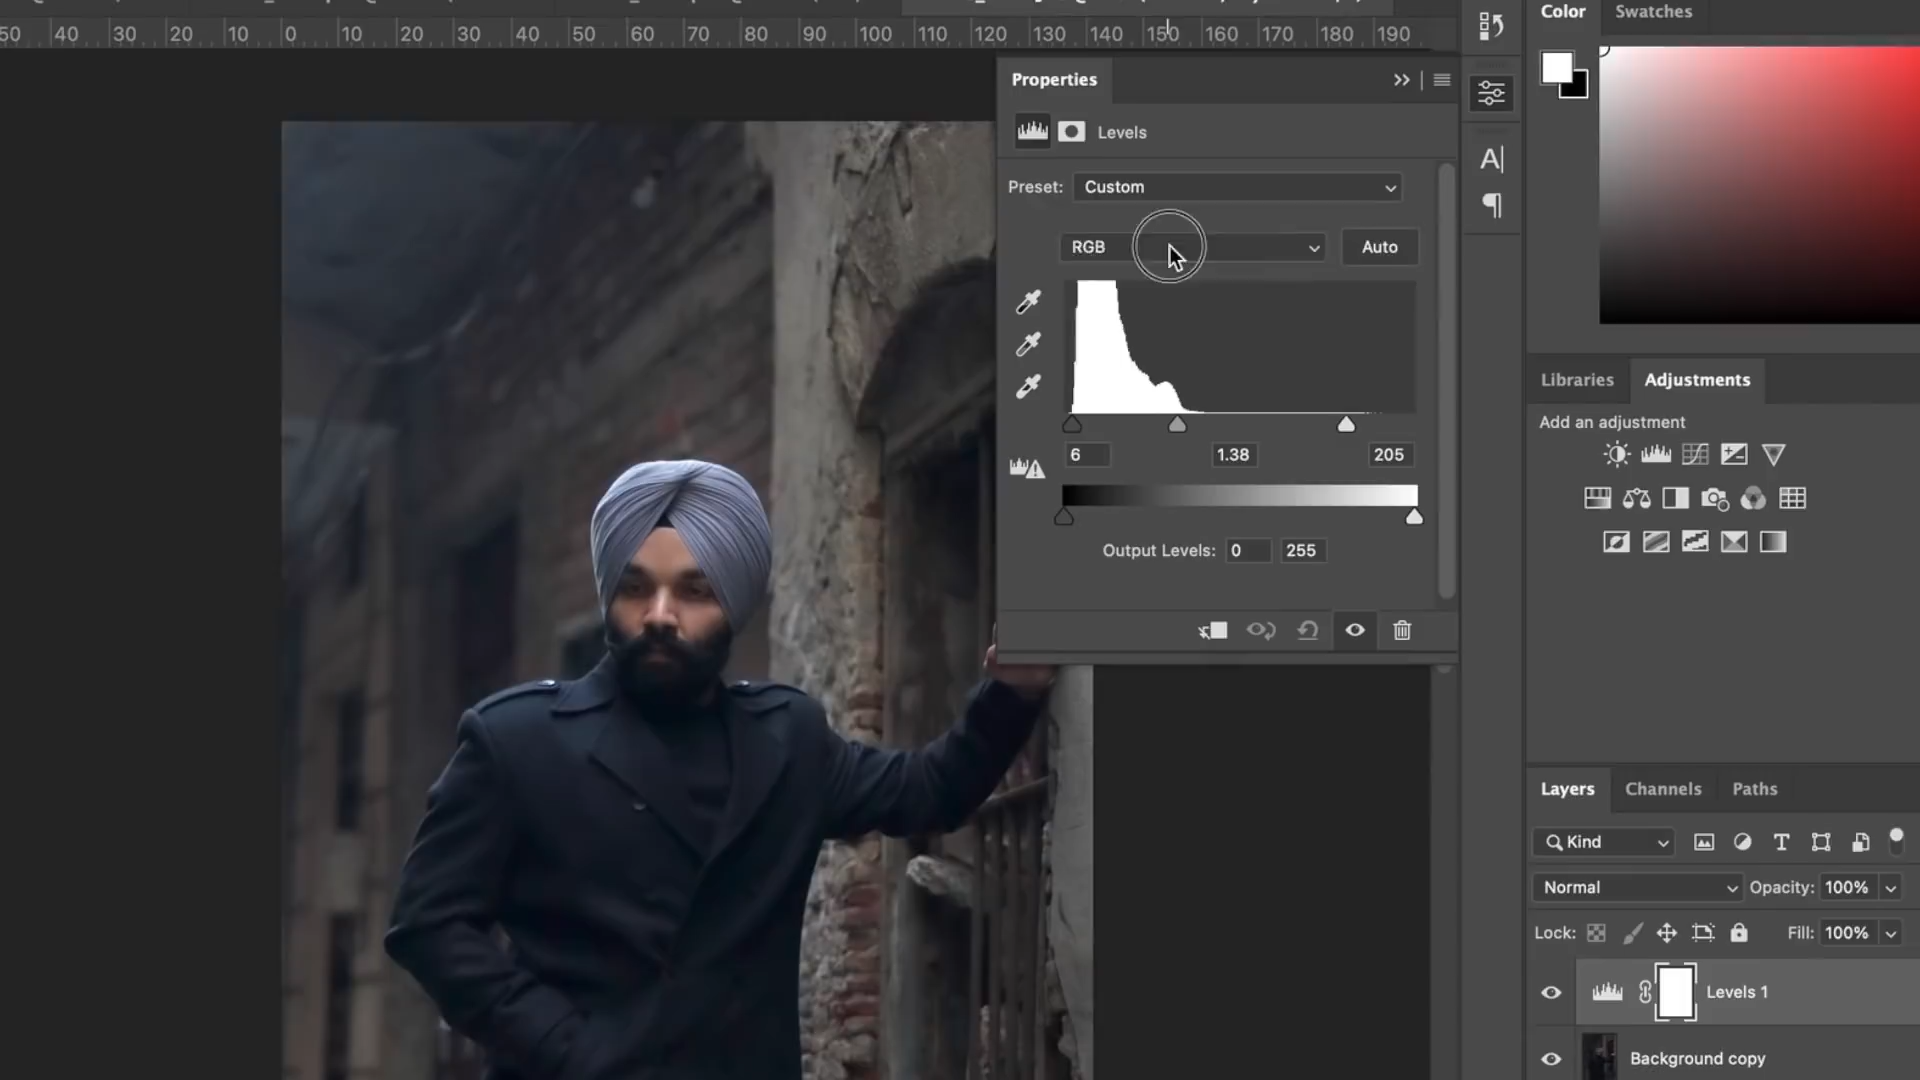 50 40 30 20 10 0 10 20 30 40 50 60 70 80 90 100 110 120 130 140 150 160 170 180 190
Color Swatches
Properties
Levels
Preset: Custom
RGB Auto
6 1.38 205
Output Levels: 0 255
A|
¶
Libraries Adjustments
Add an adjustment
Layers Channels Paths
Kind
Normal Opacity: 100%
Lock: Fill: 100%
Levels 1
Background copy